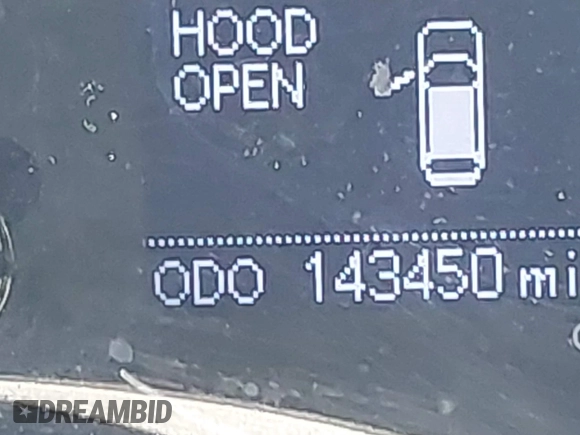 HOOD
OPEN
ODO 143450 mi
DREAMBID